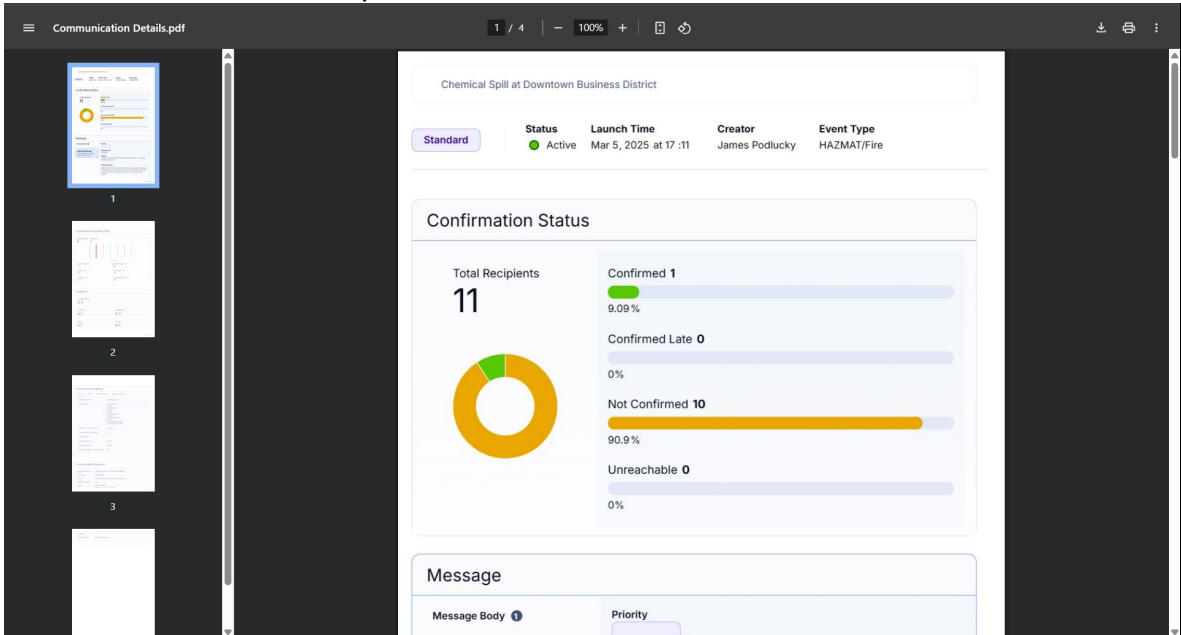 Communication Details.pdf
1 / 4
100%
1
2
3
Chemical Spill at Downtown Business District
Standard
Status
Active
Launch Time
Mar 5, 2025 at 17 :11
Creator
James Podlucky
Event Type
HAZMAT/Fire
Confirmation Status
Total Recipients
11
Confirmed 1
9.09%
Confirmed Late 0
0%
Not Confirmed 10
90.9%
Unreachable 0
0%
Message
Message Body 1
Priority